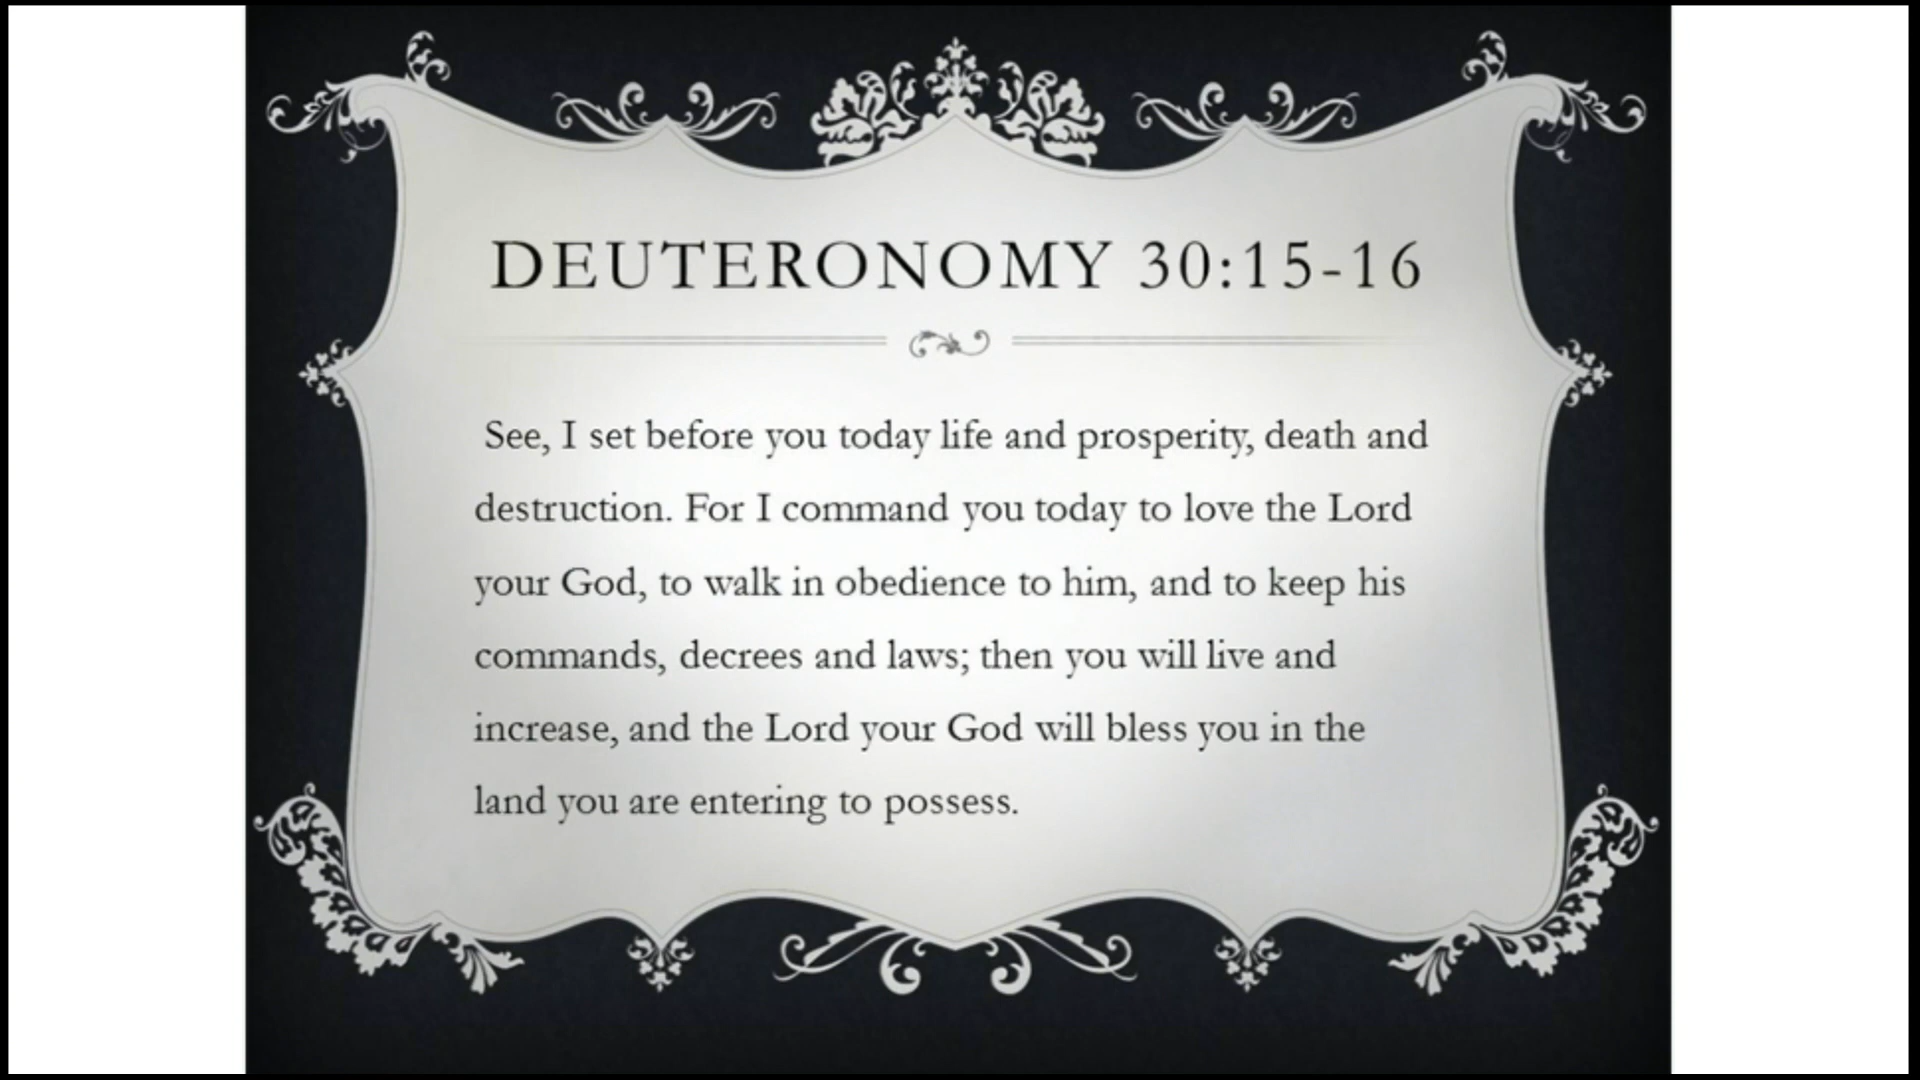 DEUTERONOMY 30:15-16
See, I set before you today life and prosperity, death and
destruction. For I command you today to love the Lord
your God, to walk in obedience to him, and to keep his
commands, decrees and laws; then you will live and
increase, and the Lord your God will bless you in the
land you are entering to possess.